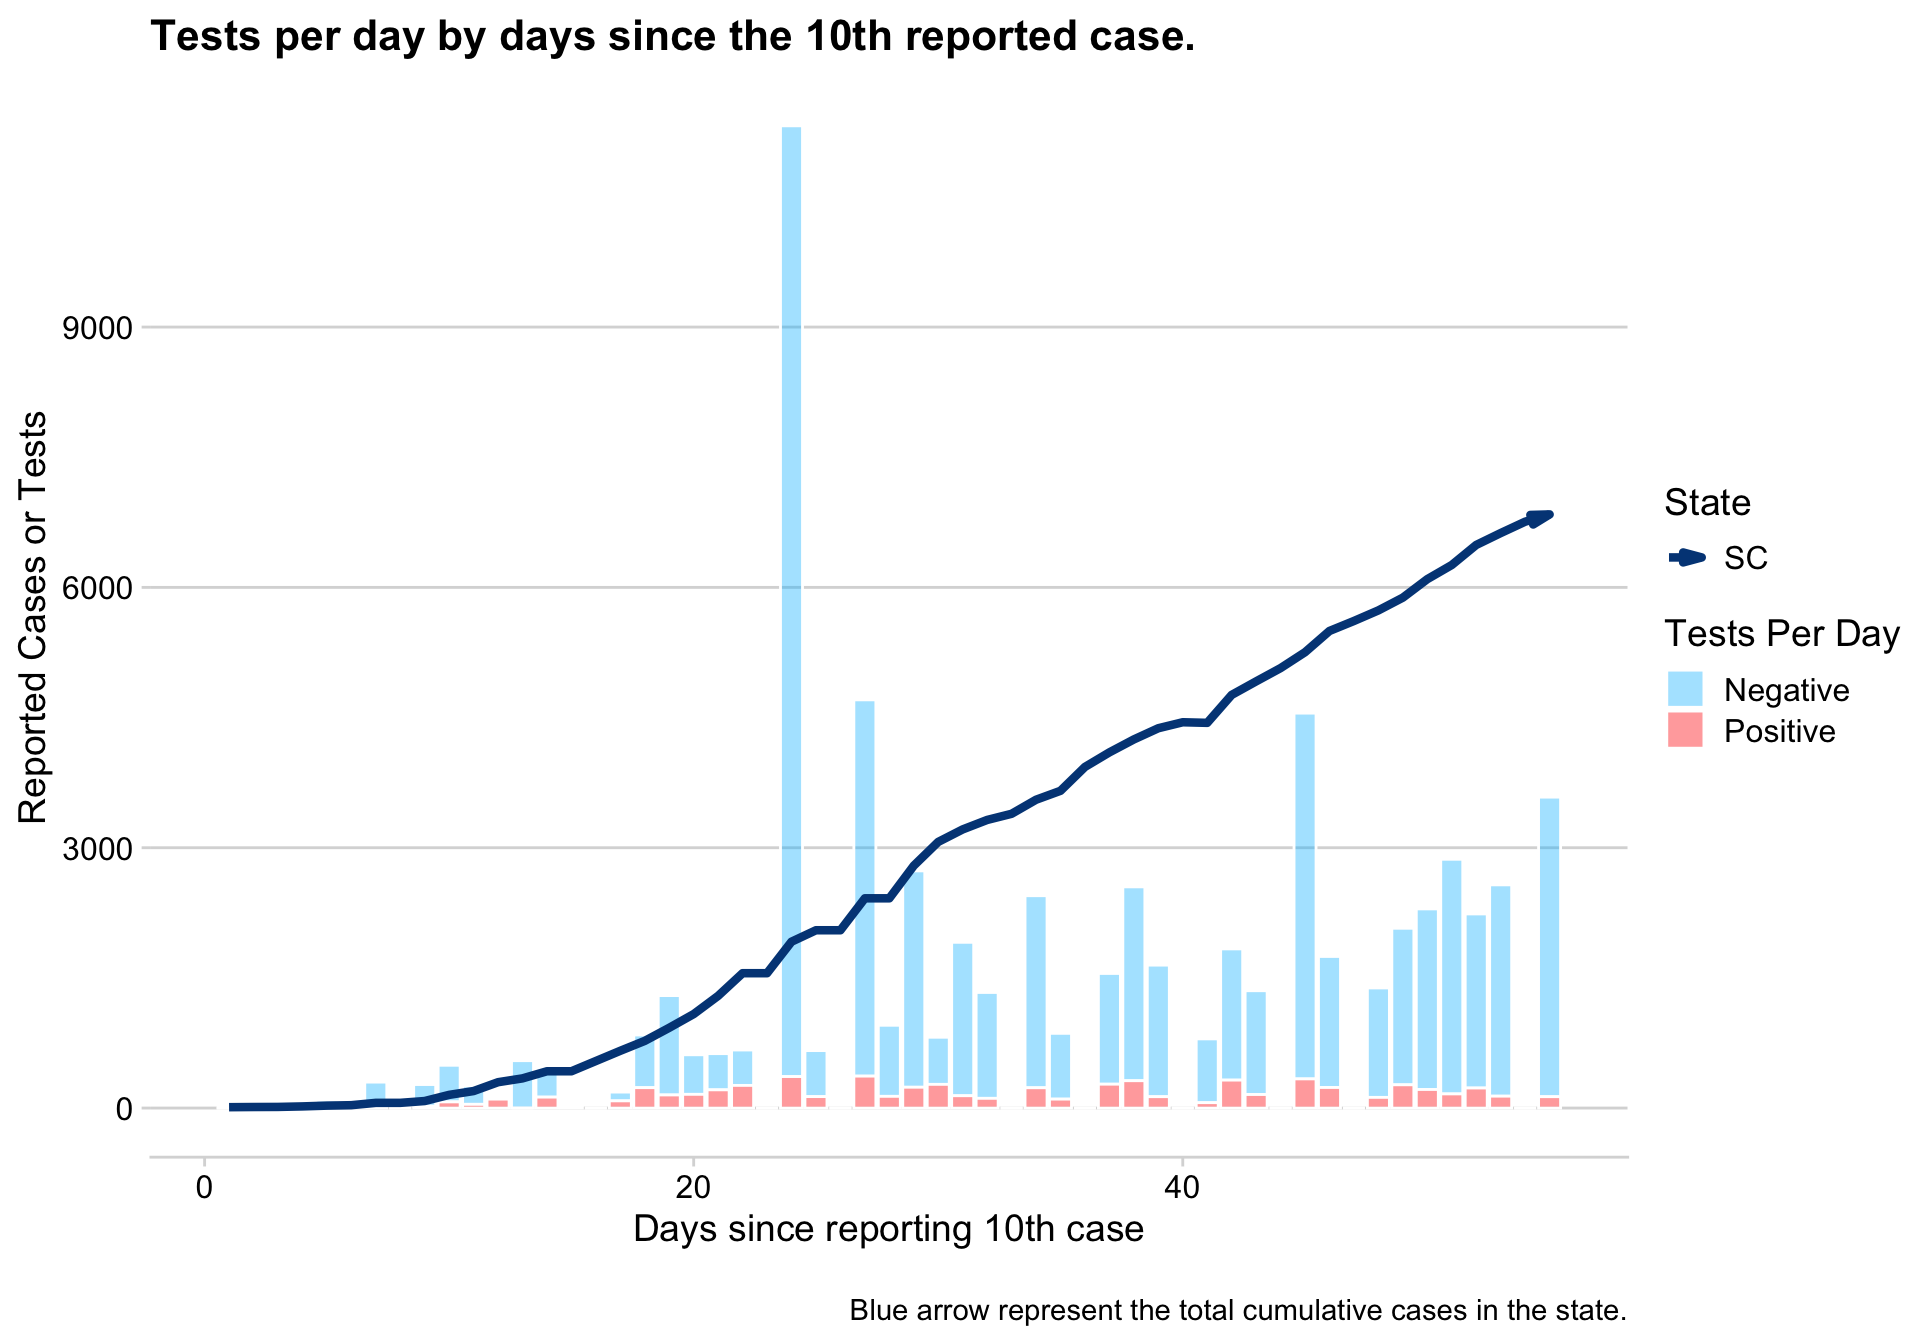 Tests per day by days since the 10th reported case.
Reported Cases or Tests
9000
6000
3000
0
0 20 40
Days since reporting 10th case
State
SC
Tests Per Day
Negative
Positive
Blue arrow represent the total cumulative cases in the state.